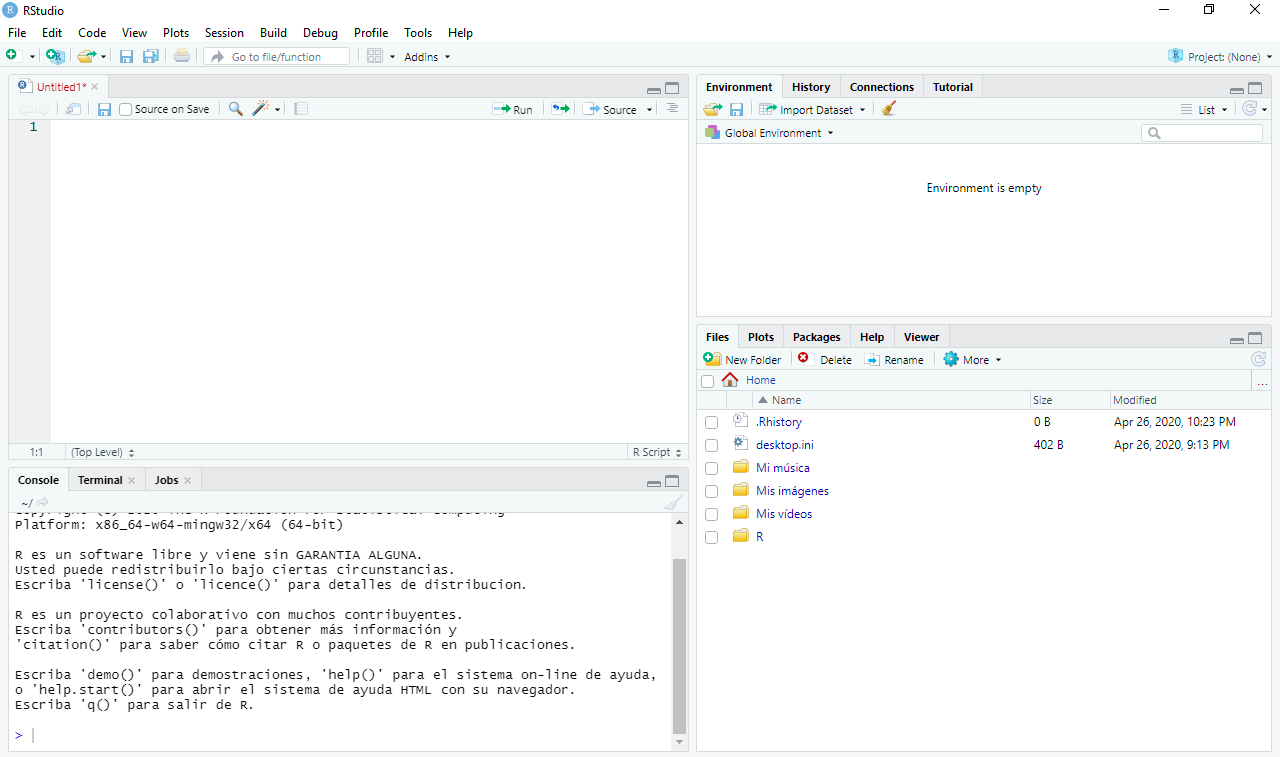 RStudio
File Edit Code View Plots Session Build Debug Profile Tools Help
Go to file/function Addins Project: (None)
Untitled1*
Source on Save Run Source
1
1:1 (Top Level) R Script
Console Terminal Jobs
~/
Platform: x86_64-w64-mingw32/x64 (64-bit)
R es un software libre y viene sin GARANTIA ALGUNA.
Usted puede redistribuirlo bajo ciertas circunstancias.
Escriba 'license()' o 'licence()' para detalles de distribucion.
R es un proyecto colaborativo con muchos contribuyentes.
Escriba 'contributors()' para obtener más información y
'citation()' para saber cómo citar R o paquetes de R en publicaciones.
Escriba 'demo()' para demostraciones, 'help()' para el sistema on-line de ayuda,
o 'help.start()' para abrir el sistema de ayuda HTML con su navegador.
Escriba 'q()' para salir de R.
>
Environment History Connections Tutorial
Import Dataset List
Global Environment
Environment is empty
Files Plots Packages Help Viewer
New Folder Delete Rename More
Home ...
Name Size Modified
.Rhistory 0 B Apr 26, 2020, 10:23 PM
desktop.ini 402 B Apr 26, 2020, 9:13 PM
Mi música
Mis imágenes
Mis vídeos
R